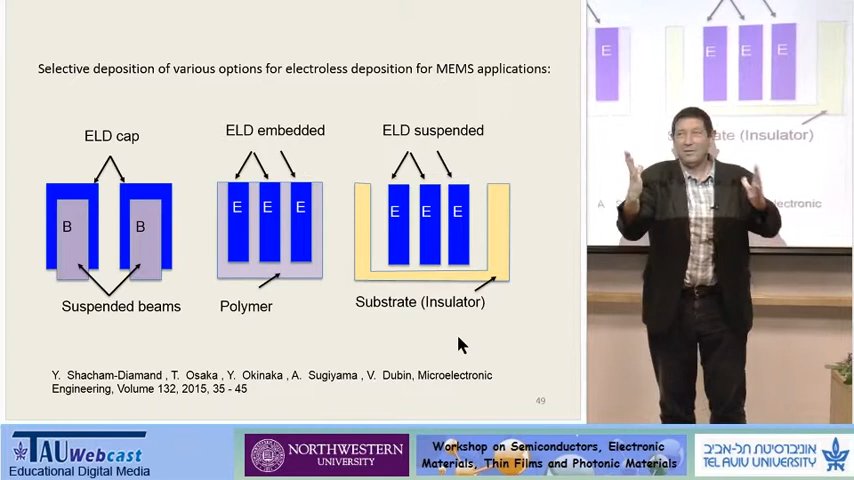 Selective deposition of various options for electroless deposition for MEMS applications:
ELD cap
ELD embedded
ELD suspended
B
B
E
E
E
E
E
E
Suspended beams
Polymer
Substrate (Insulator)
Y. Shacham-Diamand , T. Osaka , Y. Okinaka , A. Sugiyama , V. Dubin, Microelectronic
Engineering, Volume 132, 2015, 35 - 45
49
E
E
E
E
(Insulator)
A
electronic
TAU Webcast
Educational Digital Media
NORTHWESTERN
UNIVERSITY
Workshop on Semiconductors, Electronic
Materials, Thin Films and Photonic Materials
אוניברסיטת תל-אביב
TEL AVIV UNIVERSITY